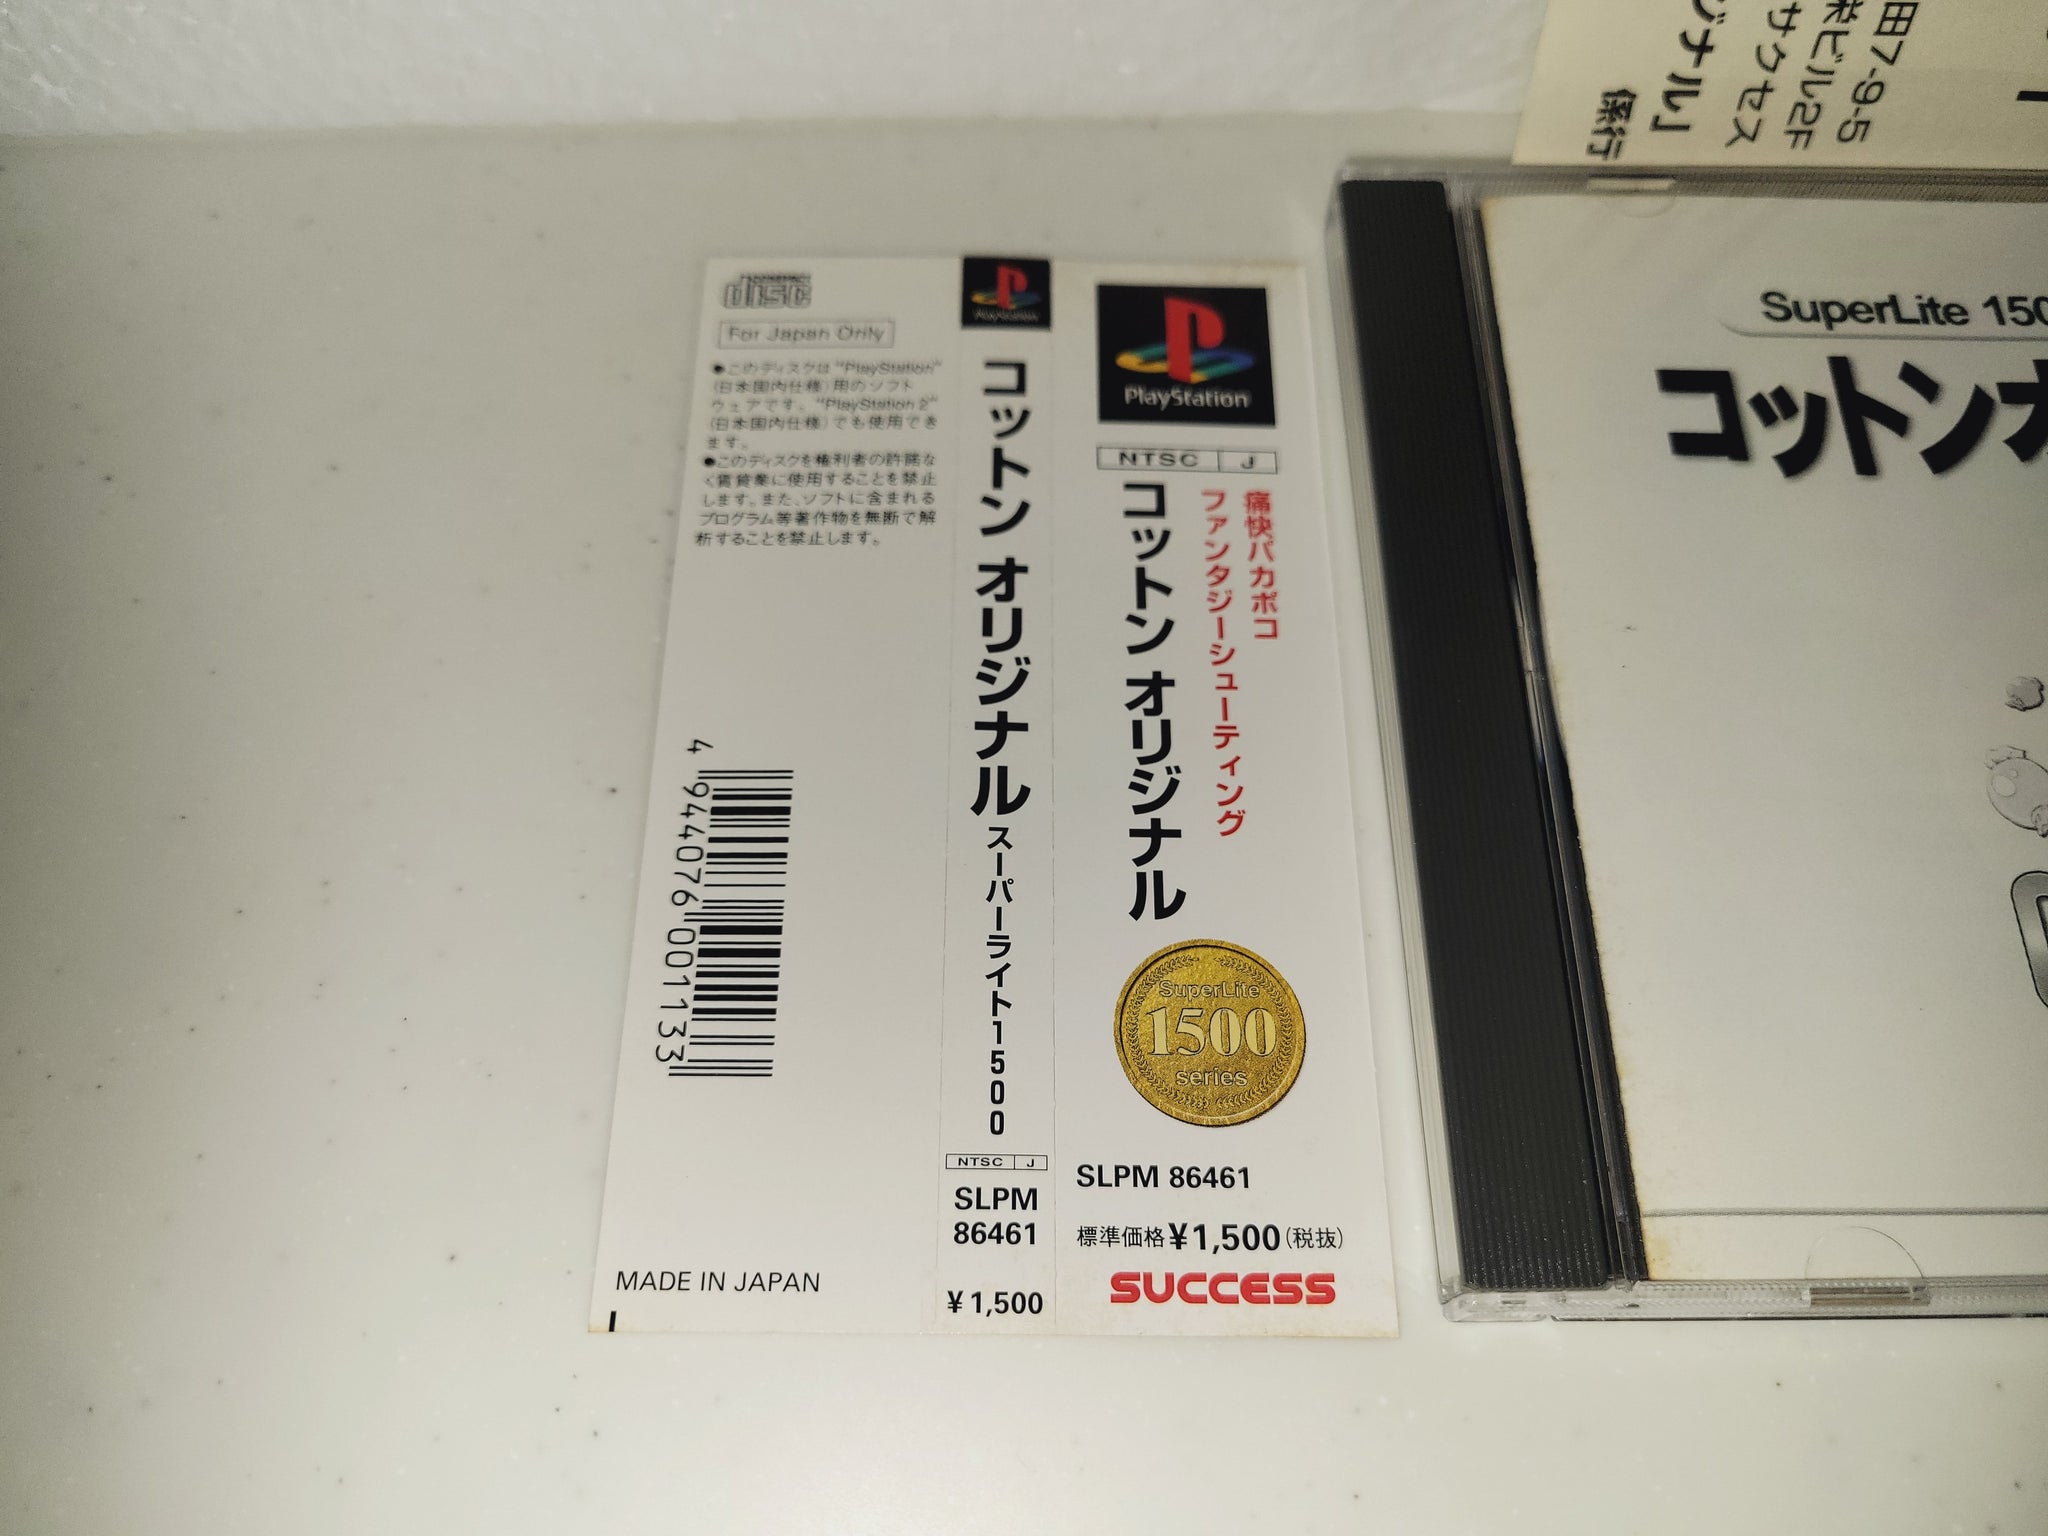 COMPACT
disc
For Japan Only
●このディスクは“PlayStation”
(日本国内仕様)用のソフト
ウェアです。“PlayStation 2”
(日本国内仕様)でも使用でき
ます。
●このディスクを権利者の許諾な
く賃貸業に使用することを禁止
します。また、ソフトに含まれる
プログラム等著作物を無断で解
析することを禁止します。
4 944076 001133
MADE IN JAPAN
PlayStation
コットン オリジナル スーパーライト1500
NTSC J
SLPM
86461
¥1,500
PlayStation
NTSC J
痛快パカポコ
ファンタジーシューティング
コットン オリジナル
SuperLite
1500
series
SLPM 86461
標準価格¥1,500(税抜)
SUCCESS
田7-9-5
栄ビル2F
サクセス
ジナル」
係行
SuperLite 150
コットンオ